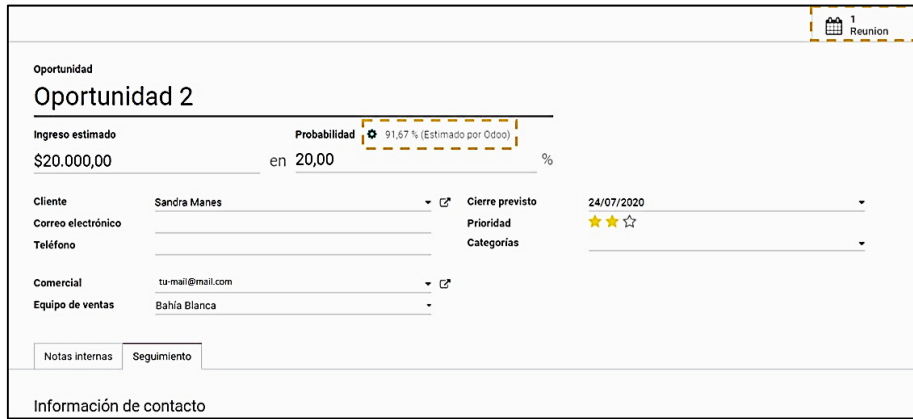 1
Reunion
Oportunidad
Oportunidad 2
Ingreso estimado
Probabilidad 91,67 % (Estimado por Odoo)
$20.000,00 en 20,00 %
Cliente Sandra Manes Cierre previsto 24/07/2020
Correo electrónico Prioridad
Teléfono Categorías
Comercial tu-mail@mail.com
Equipo de ventas Bahía Blanca
Notas internas Seguimiento
Información de contacto